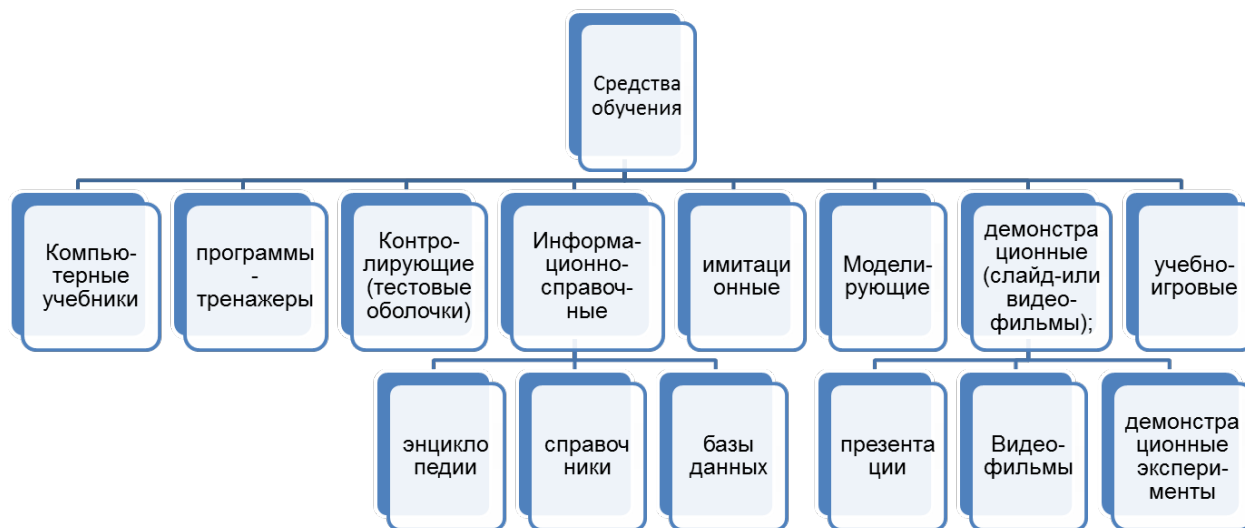 Средства
обучения
Компью-
терные
учебники
программы
-
тренажеры
Контро-
лирующие
(тестовые
оболочки)
Информа-
ционно-
справоч-
ные
имитаци
онные
Модели-
рующие
демонстра
ционные
(слайд-или
видео-
фильмы);
учебно-
игровые
энцикло
педии
справоч
ники
базы
данных
презента
ции
Видео-
фильмы
демонстра
ционные
экспери-
менты